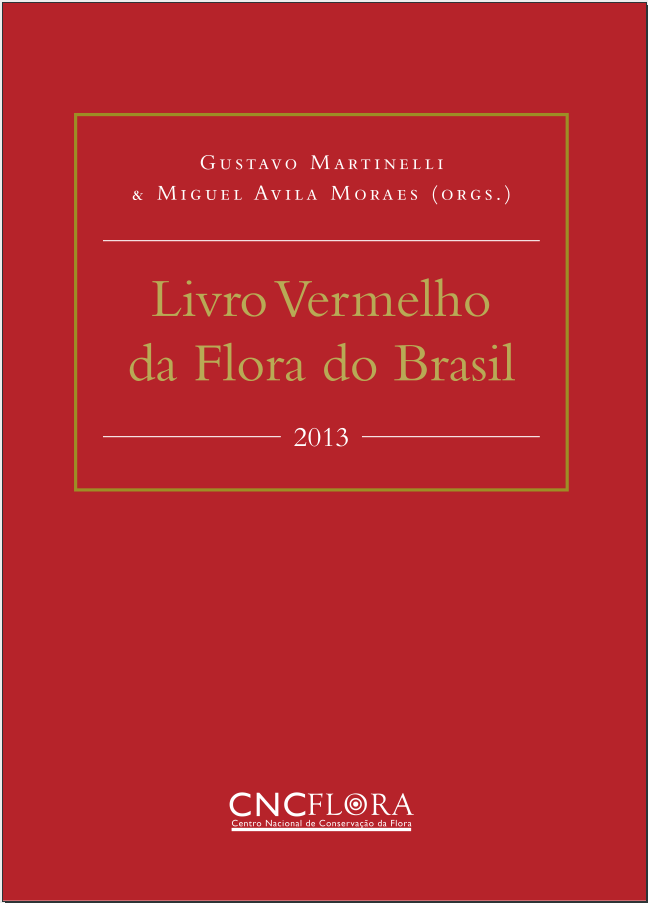 Gustavo Martinelli
& Miguel Avila Moraes (orgs.)
Livro Vermelho
da Flora do Brasil
2013
CNCFLORA
Centro Nacional de Conservação da Flora